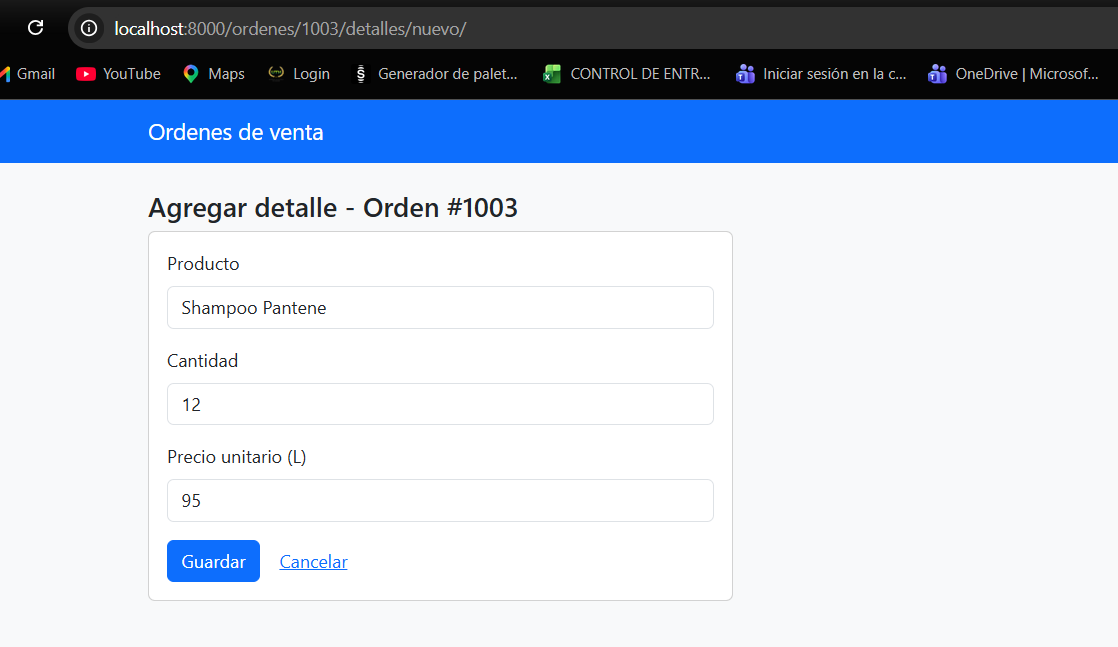 localhost:8000/ordenes/1003/detalles/nuevo/
Gmail YouTube Maps Login Generador de palet... CONTROL DE ENTR... Iniciar sesión en la c... OneDrive | Microsof...
Ordenes de venta
Agregar detalle - Orden #1003
Producto
Shampoo Pantene
Cantidad
12
Precio unitario (L)
95
Guardar Cancelar